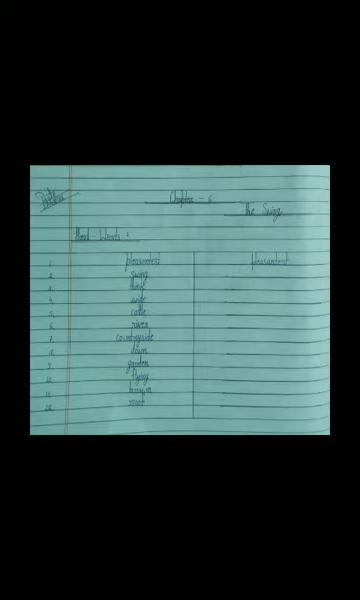 Chapter - 6
The Swing
Hard - Words :
1. pleasantest pleasantest
2. swing
3. think
4. wide
5. cattle
6. river
7. countryside
8. down
9. garden
10. flying
11. brown
12. roof